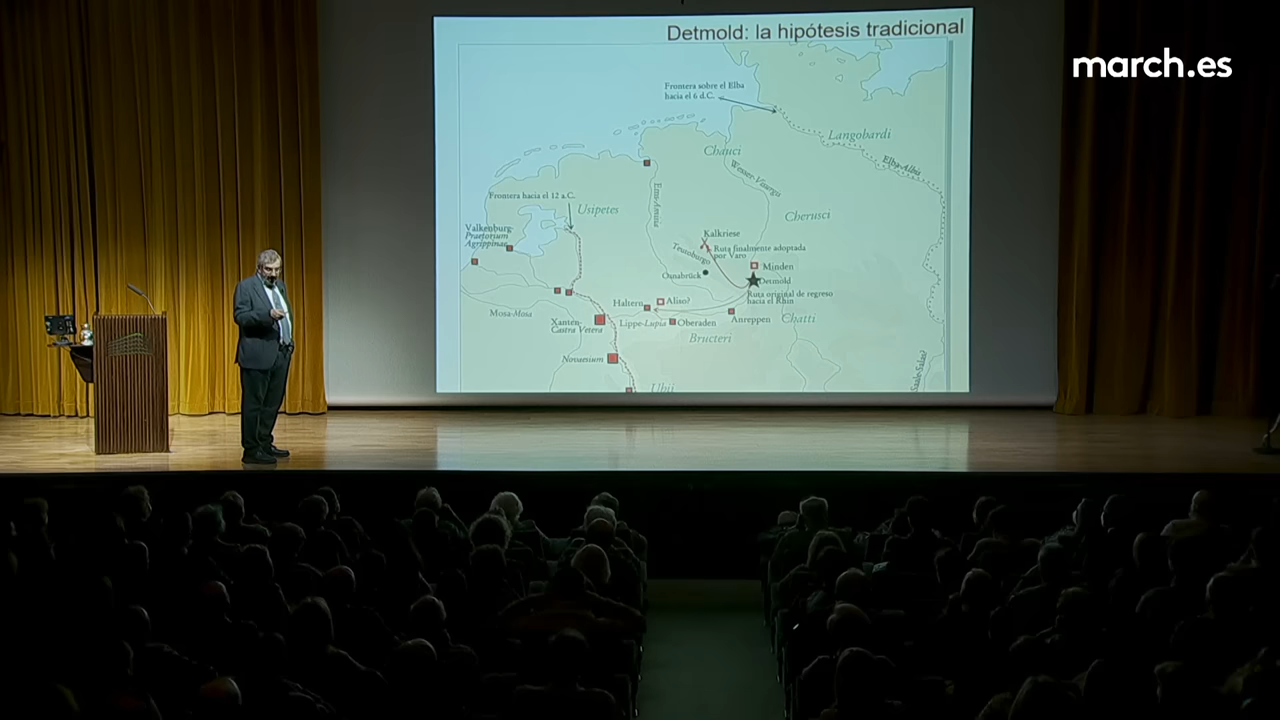 Detmold: la hipótesis tradicional
march.es
Frontera sobre el Elba
hacia el 6 d.C.
Langobardi
Chauci
Elba-Albis
Weser-Visurgis
Frontera hacia el 12 a.C.
Usipetes
Cherusci
Valkenburg-
Praetorium
Agrippinae
Kalkriese
Teutoburgo
Ruta finalmente adoptada
por Varo
Minden
Osnabrück
Detmold
Ruta original de regreso
hacia el Rhin
Haltern
Aliso?
Mosa-Mosa
Xanten-
Castra Vetera
Lippe-Lupia
Oberaden
Anreppen
Chatti
Bructeri
Novaesium
Ubii